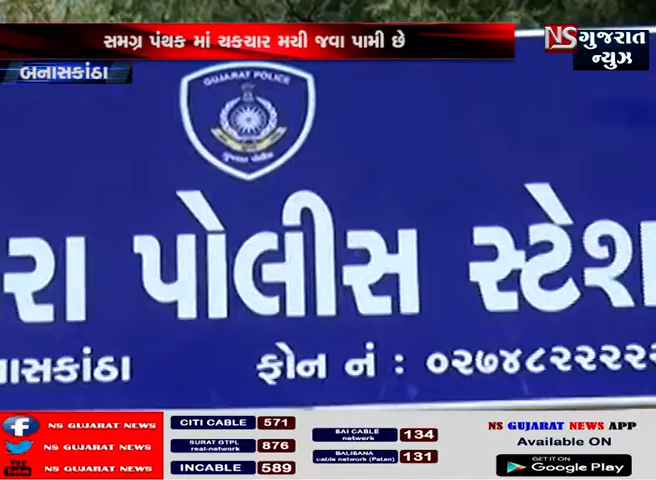 સમગ્ર પંથક માં ચકચાર મચી જવા પામી છે
NS ગુજરાત
ન્યુઝ
બનાસકાંઠા
GUJARAT POLICE
ગુજરાત પોલીસ
રા પોલીસ સ્ટેશ
નાસકાંઠા ફોન નં : ૦૨૭૪૮૨૨૨૨
NS GUJARAT NEWS
NS GUJARAT NEWS
You Tube NS GUJARAT NEWS
CITI CABLE 571
SURAT GTPL real-network 876
INCABLE 589
SAI CABLE network 134
BALISANA cable network (Patan) 131
NS GUJARAT NEWS APP
Available ON
GET IT ON
Google Play